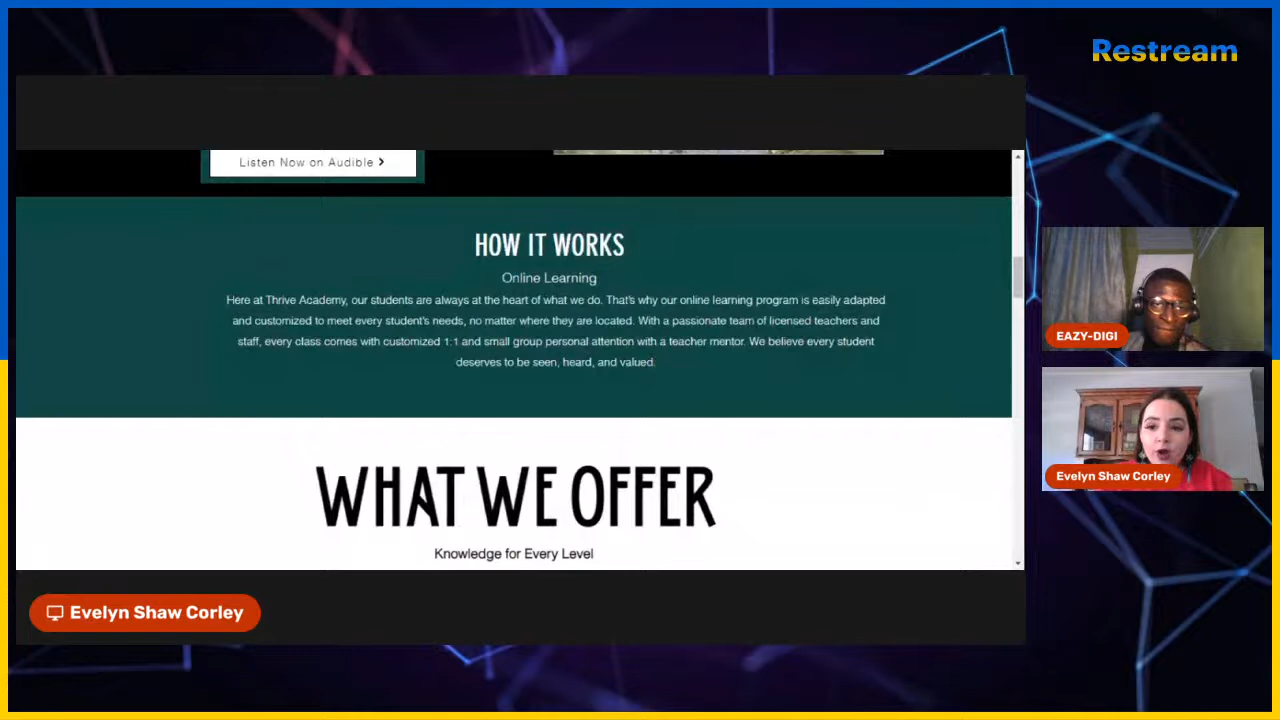 Restream
Listen Now on Audible >
HOW IT WORKS
Online Learning
Here at Thrive Academy, our students are always at the heart of what we do. That's why our online learning program is easily adapted
and customized to meet every student's needs, no matter where they are located. With a passionate team of licensed teachers and
staff, every class comes with customized 1:1 and small group personal attention with a teacher mentor. We believe every student
deserves to be seen, heard, and valued.
WHAT WE OFFER
Knowledge for Every Level
EAZY-DIGI
Evelyn Shaw Corley
Evelyn Shaw Corley